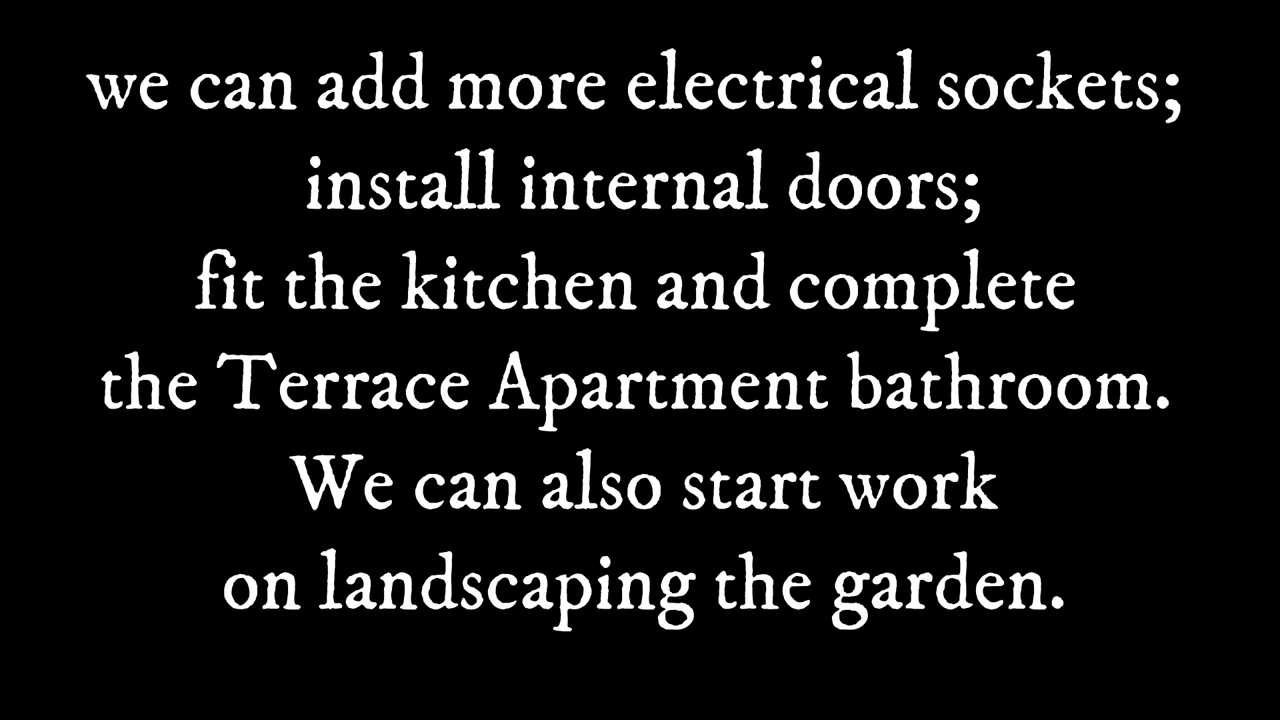 we can add more electrical sockets;
install internal doors;
fit the kitchen and complete
the Terrace Apartment bathroom.
We can also start work
on landscaping the garden.